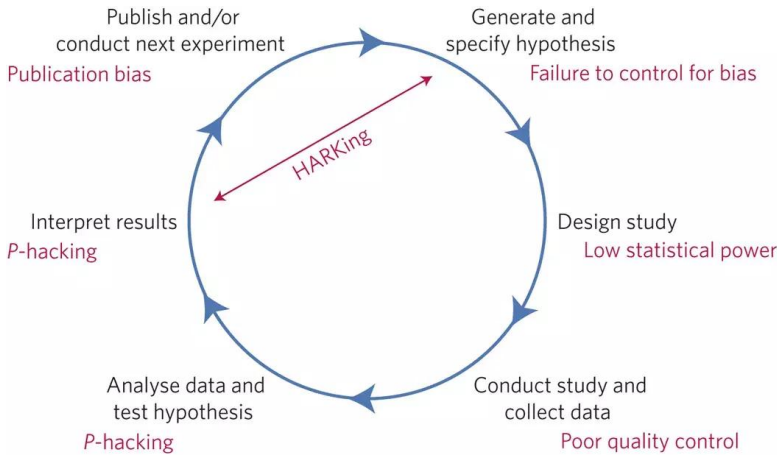 Publish and/or
conduct next experiment
Publication bias
Generate and
specify hypothesis
Failure to control for bias
HARKing
Interpret results
P-hacking
Design study
Low statistical power
Analyse data and
test hypothesis
P-hacking
Conduct study and
collect data
Poor quality control